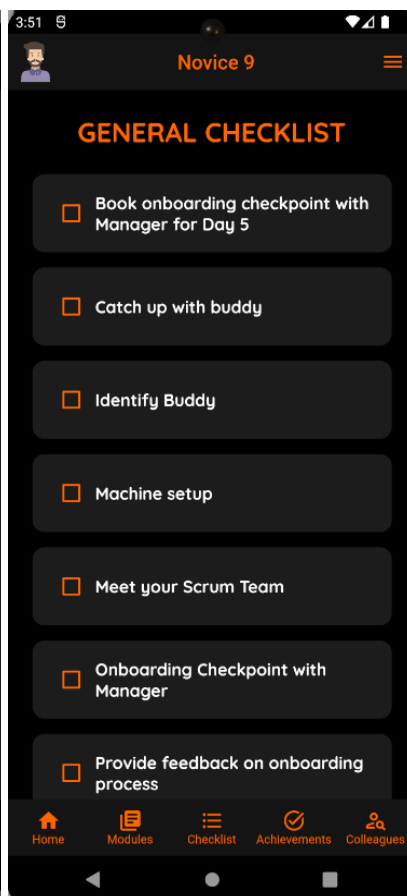 3:51
Novice 9
GENERAL CHECKLIST
Book onboarding checkpoint with
Manager for Day 5
Catch up with buddy
Identify Buddy
Machine setup
Meet your Scrum Team
Onboarding Checkpoint with
Manager
Provide feedback on onboarding
process
Home Modules Checklist Achievements Colleagues